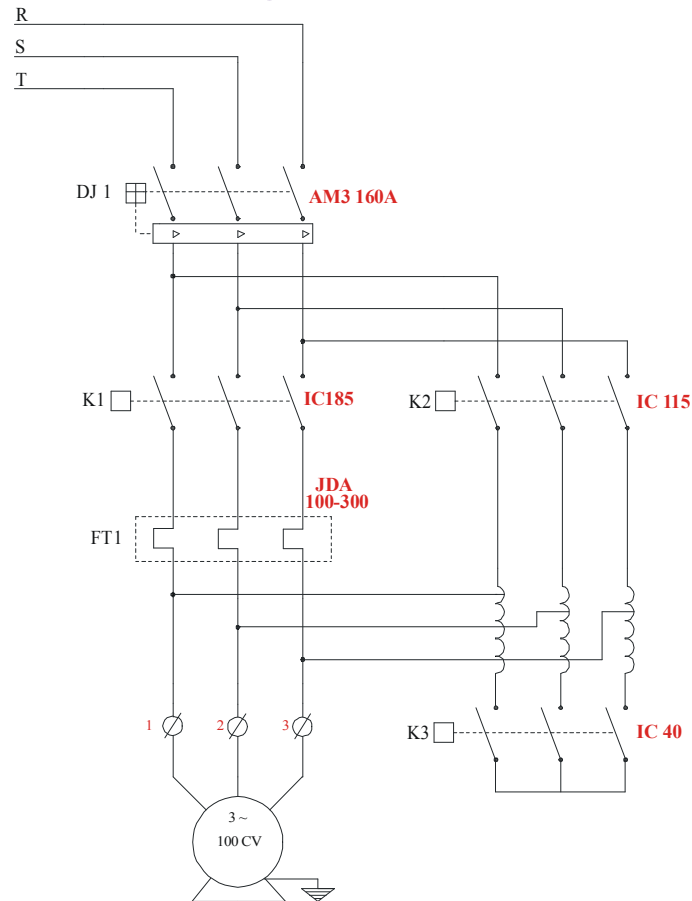 R
S
T
DJ 1
AM3 160A
K1
IC185
K2
IC 115
JDA
100-300
FT1
1
2
3
K3
IC 40
3 ~
100 CV